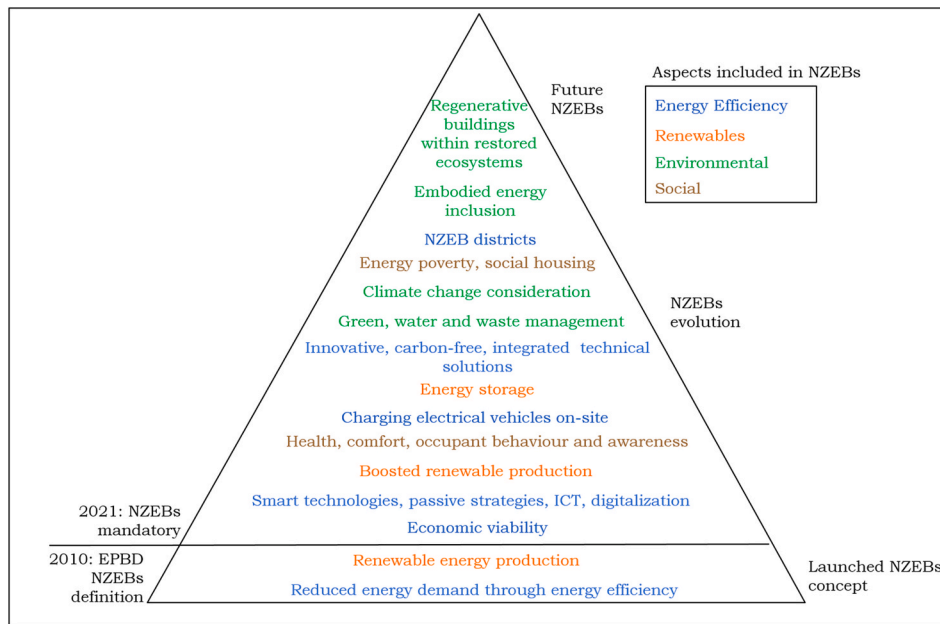 Future
NZEBs
Aspects included in NZEBs
Energy Efficiency
Renewables
Environmental
Social
Regenerative
buildings
within restored
ecosystems
Embodied energy
inclusion
NZEB districts
Energy poverty, social housing
Climate change consideration
NZEBs
evolution
Green, water and waste management
Innovative, carbon-free, integrated technical
solutions
Energy storage
Charging electrical vehicles on-site
Health, comfort, occupant behaviour and awareness
Boosted renewable production
Smart technologies, passive strategies, ICT, digitalization
2021: NZEBs
mandatory
Economic viability
2010: EPBD
NZEBs
definition
Renewable energy production
Reduced energy demand through energy efficiency
Launched NZEBs
concept